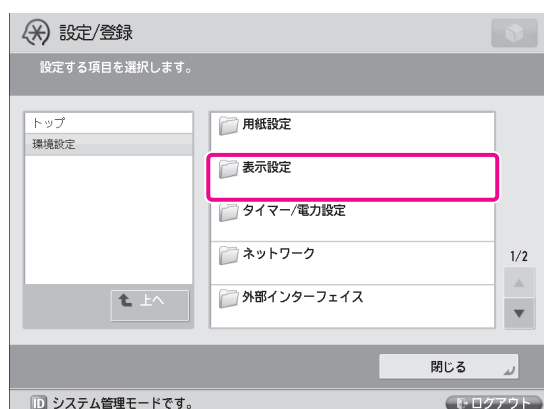 設定/登録
設定する項目を選択します。
トップ
環境設定
上へ
用紙設定
表示設定
タイマー/電力設定
ネットワーク
外部インターフェイス
1/2
閉じる
ID システム管理モードです。
ログアウト